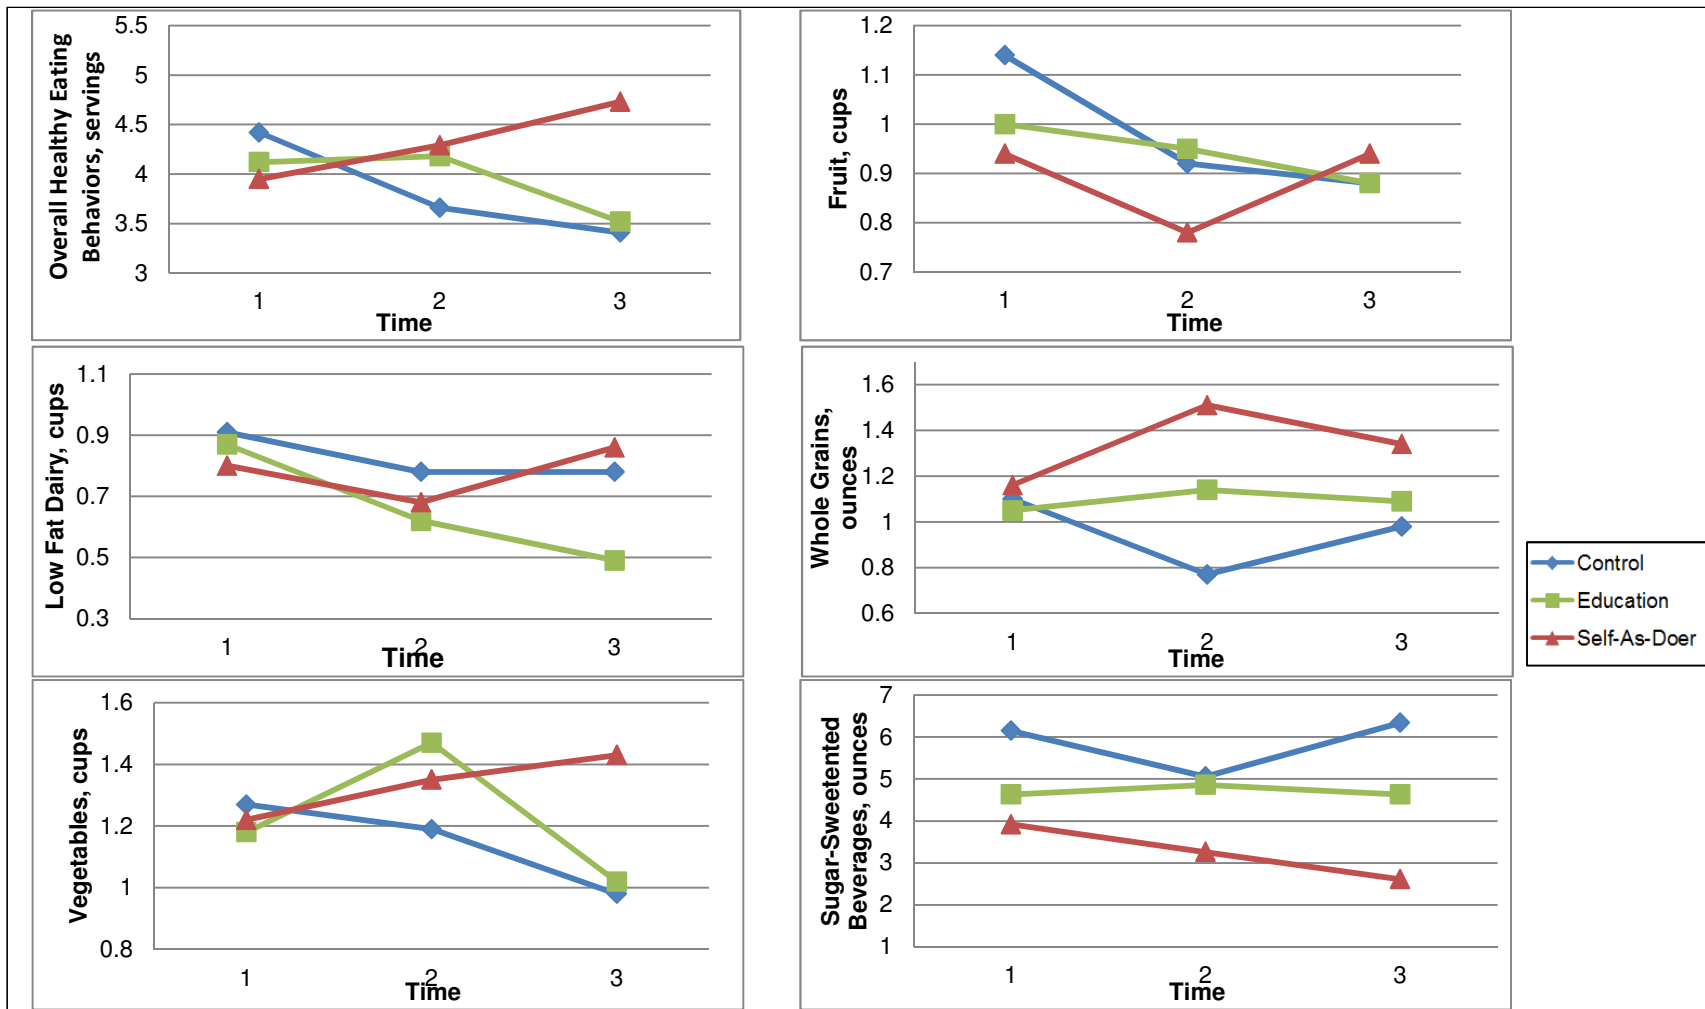 Overall Healthy Eating
Behaviors, servings
5.5
5
4.5
4
3.5
3
1
2
3
Time
Fruit, cups
1.2
1.1
1
0.9
0.8
0.7
1
2
3
Time
Low Fat Dairy, cups
1.1
0.9
0.7
0.5
0.3
1
2
3
Time
Whole Grains,
ounces
1.6
1.4
1.2
1
0.8
0.6
1
2
3
Time
Control
Education
Self-As-Doer
Vegetables, cups
1.6
1.4
1.2
1
0.8
1
2
3
Time
Sugar-Sweetented
Beverages, ounces
7
6
5
4
3
2
1
1
2
3
Time